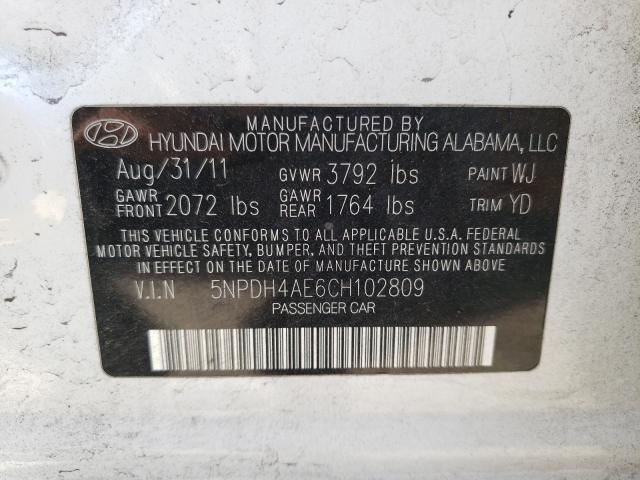 MANUFACTURED BY
HYUNDAI MOTOR MANUFACTURING ALABAMA, LLC
Aug/31/11 GVWR 3792 lbs PAINT WJ
GAWR FRONT 2072 lbs GAWR REAR 1764 lbs TRIM YD
THIS VEHICLE CONFORMS TO ALL APPLICABLE U.S.A. FEDERAL
MOTOR VEHICLE SAFETY, BUMPER, AND THEFT PREVENTION STANDARDS
IN EFFECT ON THE DATE OF MANUFACTURE SHOWN ABOVE.
V.I.N 5NPDH4AE6CH102809
PASSENGER CAR